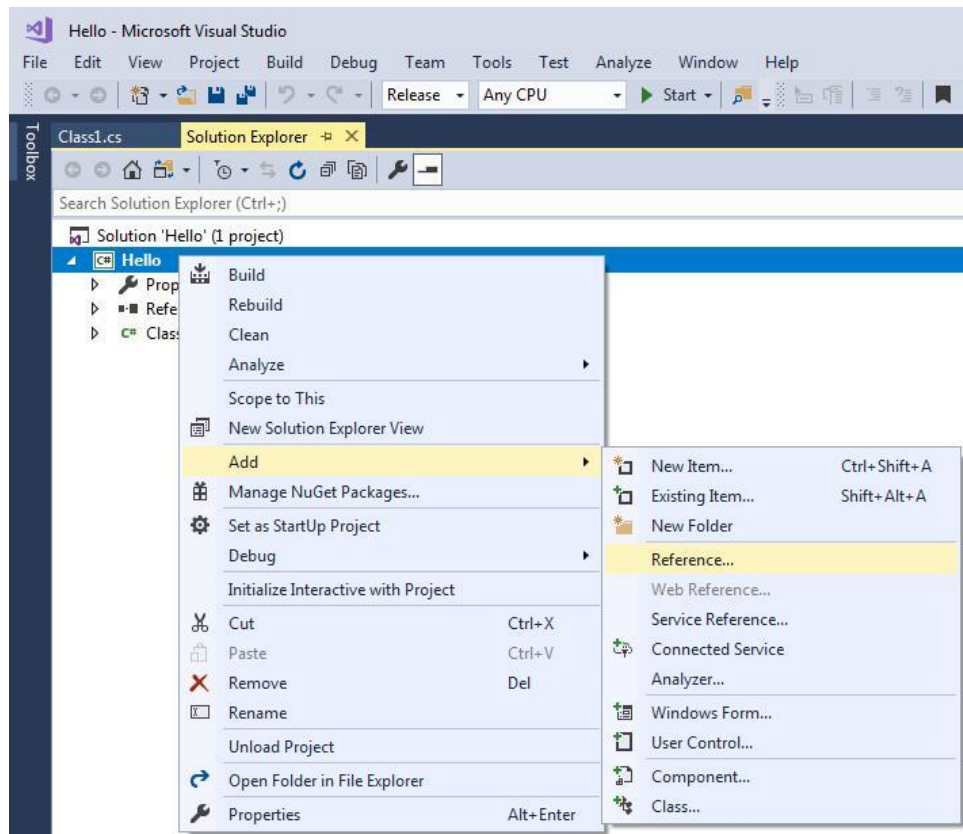 Hello - Microsoft Visual Studio
File Edit View Project Build Debug Team Tools Test Analyze Window Help
Release Any CPU Start
Toolbox
Class1.cs Solution Explorer
Search Solution Explorer (Ctrl+;)
Solution 'Hello' (1 project)
C# Hello
Prop
Refe
C# Clas
Build
Rebuild
Clean
Analyze
Scope to This
New Solution Explorer View
Add
Manage NuGet Packages...
Set as StartUp Project
Debug
Initialize Interactive with Project
Cut Ctrl+X
Paste Ctrl+V
Remove Del
Rename
Unload Project
Open Folder in File Explorer
Properties Alt+Enter
New Item... Ctrl+Shift+A
Existing Item... Shift+Alt+A
New Folder
Reference...
Web Reference...
Service Reference...
Connected Service
Analyzer...
Windows Form...
User Control...
Component...
Class...